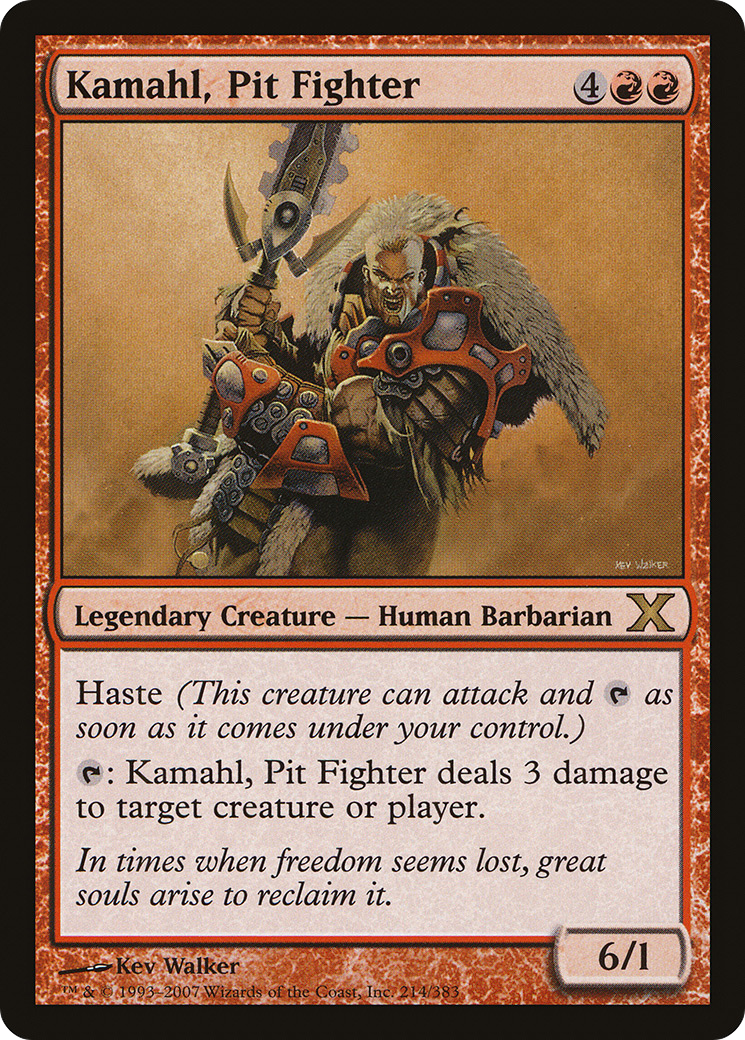 Kamahl, Pit Fighter 4
KEV WALKER
Legendary Creature — Human Barbarian X
Haste (This creature can attack and as
soon as it comes under your control.)
: Kamahl, Pit Fighter deals 3 damage
to target creature or player.
In times when freedom seems lost, great
souls arise to reclaim it.
6/1
Kev Walker
™ & © 1993–2007 Wizards of the Coast, Inc. 214/383